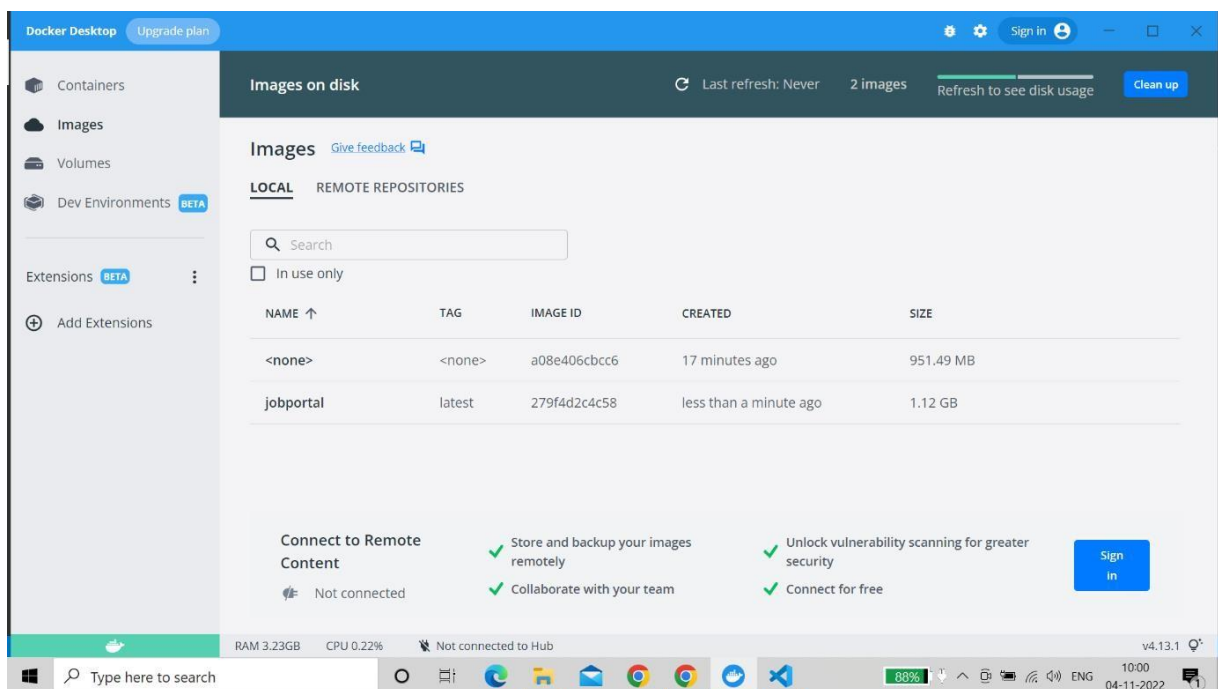 Docker Desktop Upgrade plan Sign in
Containers
Images
Volumes
Dev Environments BETA
Extensions BETA
Add Extensions
Images on disk Last refresh: Never 2 images Refresh to see disk usage Clean up
Images Give feedback
LOCAL REMOTE REPOSITORIES
Search
In use only
NAME TAG IMAGE ID CREATED SIZE
<none> <none> a08e406cbcc6 17 minutes ago 951.49 MB
jobportal latest 279f4d2c4c58 less than a minute ago 1.12 GB
Connect to Remote
Content
Not connected
Store and backup your images
remotely
Collaborate with your team
Unlock vulnerability scanning for greater
security
Connect for free
Sign
in
RAM 3.23GB CPU 0.22% Not connected to Hub v4.13.1
Type here to search 88% ENG 10:00
04-11-2022 1